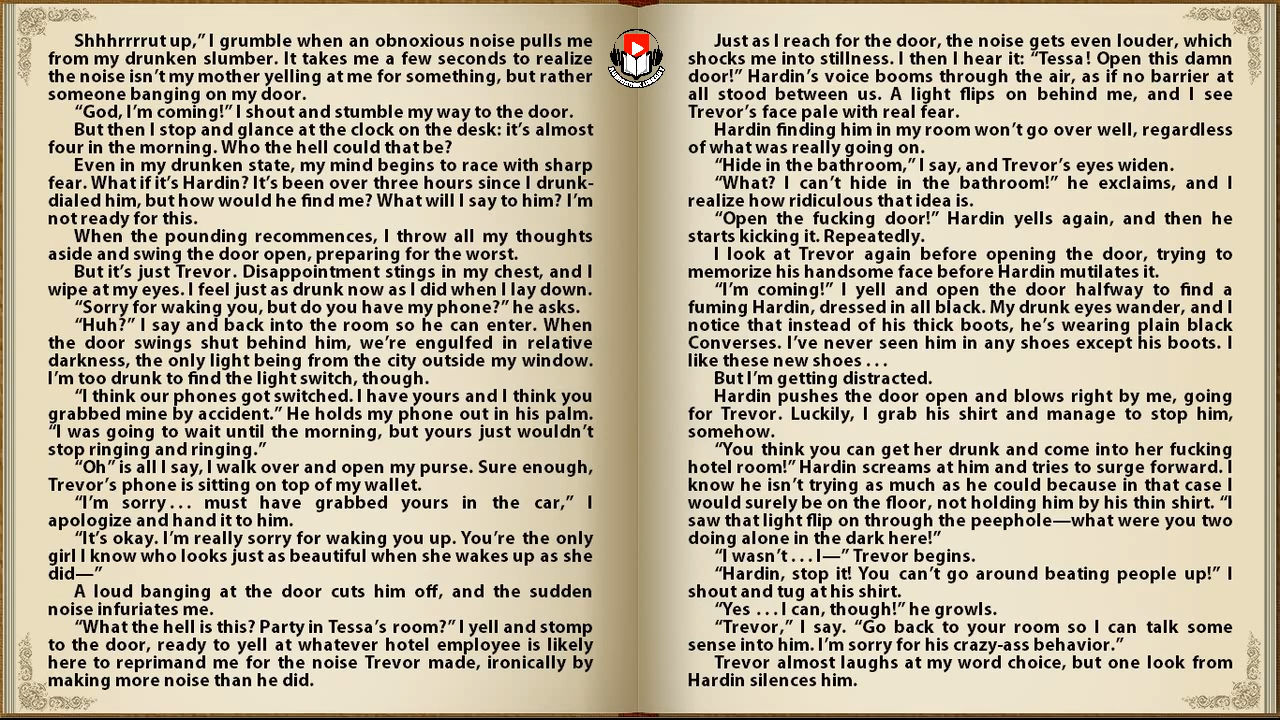 Shhhrrrrut up,” I grumble when an obnoxious noise pulls me
from my drunken slumber. It takes me a few seconds to realize
the noise isn’t my mother yelling at me for something, but rather
someone banging on my door.
“God, I’m coming!” I shout and stumble my way to the door.
But then I stop and glance at the clock on the desk: it’s almost
four in the morning. Who the hell could that be?
Even in my drunken state, my mind begins to race with sharp
fear. What if it’s Hardin? It’s been over three hours since I drunk-
dialed him, but how would he find me? What will I say to him? I’m
not ready for this.
When the pounding recommences, I throw all my thoughts
aside and swing the door open, preparing for the worst.
But it’s just Trevor. Disappointment stings in my chest, and I
wipe at my eyes. I feel just as drunk now as I did when I lay down.
“Sorry for waking you, but do you have my phone?” he asks.
“Huh?” I say and back into the room so he can enter. When
the door swings shut behind him, we’re engulfed in relative
darkness, the only light being from the city outside my window.
I’m too drunk to find the light switch, though.
“I think our phones got switched. I have yours and I think you
grabbed mine by accident.” He holds my phone out in his palm.
“I was going to wait until the morning, but yours just wouldn’t
stop ringing and ringing.”
“Oh” is all I say, I walk over and open my purse. Sure enough,
Trevor’s phone is sitting on top of my wallet.
“I’m sorry . . . must have grabbed yours in the car,” I
apologize and hand it to him.
“It’s okay. I’m really sorry for waking you up. You’re the only
girl I know who looks just as beautiful when she wakes up as she
did—”
A loud banging at the door cuts him off, and the sudden
noise infuriates me.
“What the hell is this? Party in Tessa’s room?” I yell and stomp
to the door, ready to yell at whatever hotel employee is likely
here to reprimand me for the noise Trevor made, ironically by
making more noise than he did.
Just as I reach for the door, the noise gets even louder, which
shocks me into stillness. I then I hear it: “Tessa! Open this damn
door!” Hardin’s voice booms through the air, as if no barrier at
all stood between us. A light flips on behind me, and I see
Trevor’s face pale with real fear.
Hardin finding him in my room won’t go over well, regardless
of what was really going on.
“Hide in the bathroom,” I say, and Trevor’s eyes widen.
“What? I can’t hide in the bathroom!” he exclaims, and I
realize how ridiculous that idea is.
“Open the fucking door!” Hardin yells again, and then he
starts kicking it. Repeatedly.
I look at Trevor again before opening the door, trying to
memorize his handsome face before Hardin mutilates it.
“I’m coming!” I yell and open the door halfway to find a
fuming Hardin, dressed in all black. My drunk eyes wander, and I
notice that instead of his thick boots, he’s wearing plain black
Converses. I’ve never seen him in any shoes except his boots. I
like these new shoes . . .
But I’m getting distracted.
Hardin pushes the door open and blows right by me, going
for Trevor. Luckily, I grab his shirt and manage to stop him,
somehow.
“You think you can get her drunk and come into her fucking
hotel room!” Hardin screams at him and tries to surge forward. I
know he isn’t trying as much as he could because in that case I
would surely be on the floor, not holding him by his thin shirt. “I
saw that light flip on through the peephole—what were you two
doing alone in the dark here!”
“I wasn’t . . . I—” Trevor begins.
“Hardin, stop it! You can’t go around beating people up!” I
shout and tug at his shirt.
“Yes . . . I can, though!” he growls.
“Trevor,” I say. “Go back to your room so I can talk some
sense into him. I’m sorry for his crazy-ass behavior.”
Trevor almost laughs at my word choice, but one look from
Hardin silences him.